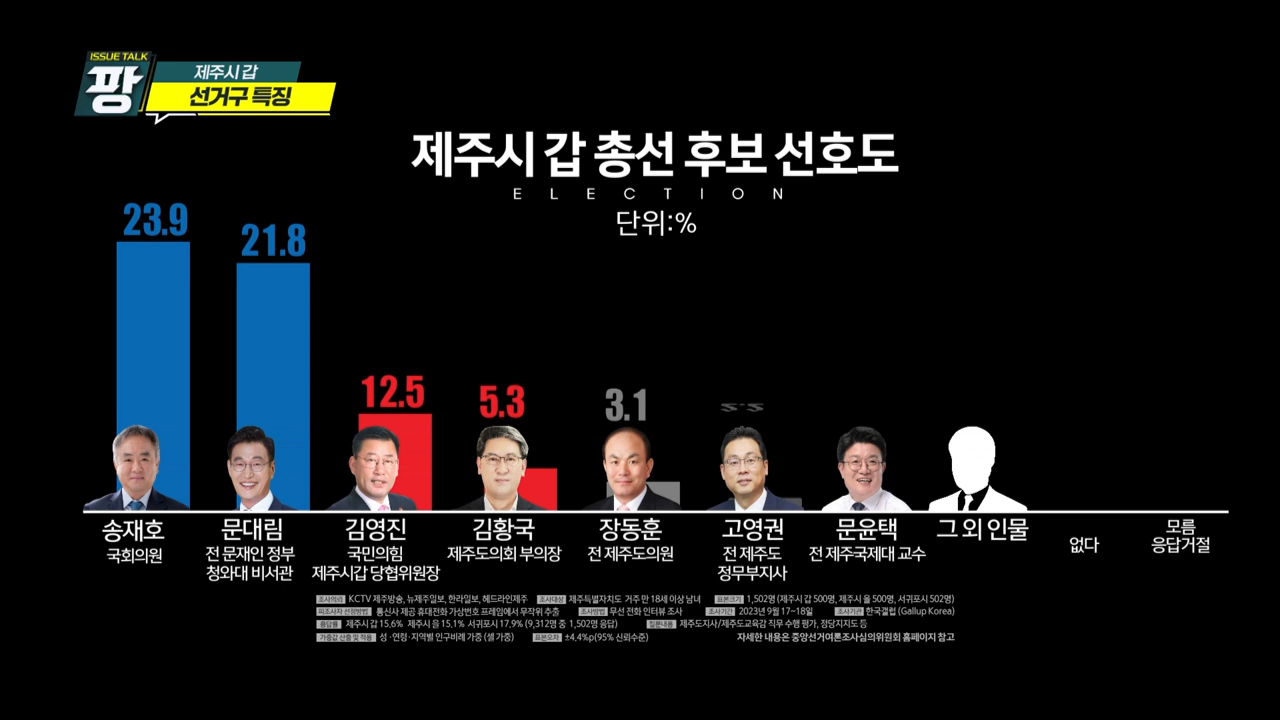 ISSUE TALK
팡
제주시 갑
선거구 특징
제주시 갑 총선 후보 선호도
ELECTION
단위:%
23.9
21.8
12.5
5.3
3.1
송재호
국회의원
문대림
전 문재인 정부
청와대 비서관
김영진
국민의힘
제주시갑 당협위원장
김황국
제주도의회 부의장
장동훈
전 제주도의원
고영권
전 제주도
정무부지사
문윤택
전 제주국제대 교수
그 외 인물
없다
모름
응답거절
조사의뢰 KCTV 제주방송, 뉴제주일보, 한라일보, 헤드라인제주 조사대상 제주특별자치도 거주 만 18세 이상 남녀 표본크기 1,502명 (제주시 갑 500명, 제주시 을 500명, 서귀포시 502명)
피조사자 선정방법 통신사 제공 휴대전화 가상번호 프레임에서 무작위 추출 조사방법 무선 전화 인터뷰 조사 조사기간 2023년 9월 17~18일 조사기관 한국갤럽 (Gallup Korea)
응답률 제주시 갑 15.6% 제주시 을 15.1% 서귀포시 17.9% (9,312명 중 1,502명 응답) 질문내용 제주도지사/제주도교육감 직무 수행 평가, 정당지지도 등
가중값 산출 및 적용 성·연령·지역별 인구비례 가중 (셀 가중) 표본오차 ±4.4%p(95% 신뢰수준) 자세한 내용은 중앙선거여론조사심의위원회 홈페이지 참고